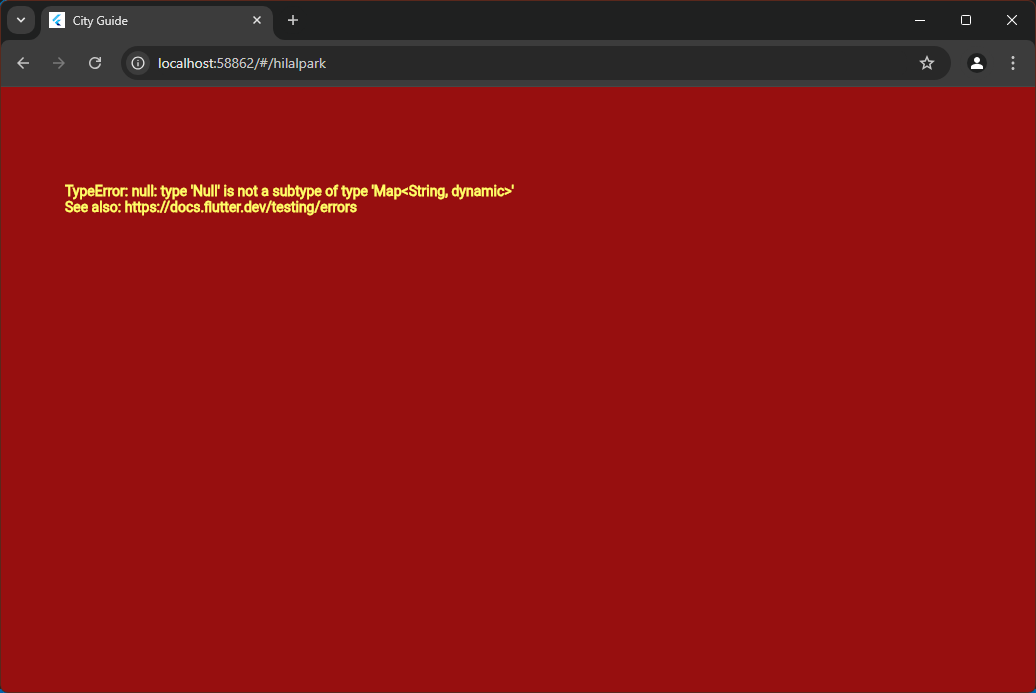 City Guide
localhost:58862/#/hilalpark
TypeError: null: type 'Null' is not a subtype of type 'Map<String, dynamic>'
See also: https://docs.flutter.dev/testing/errors